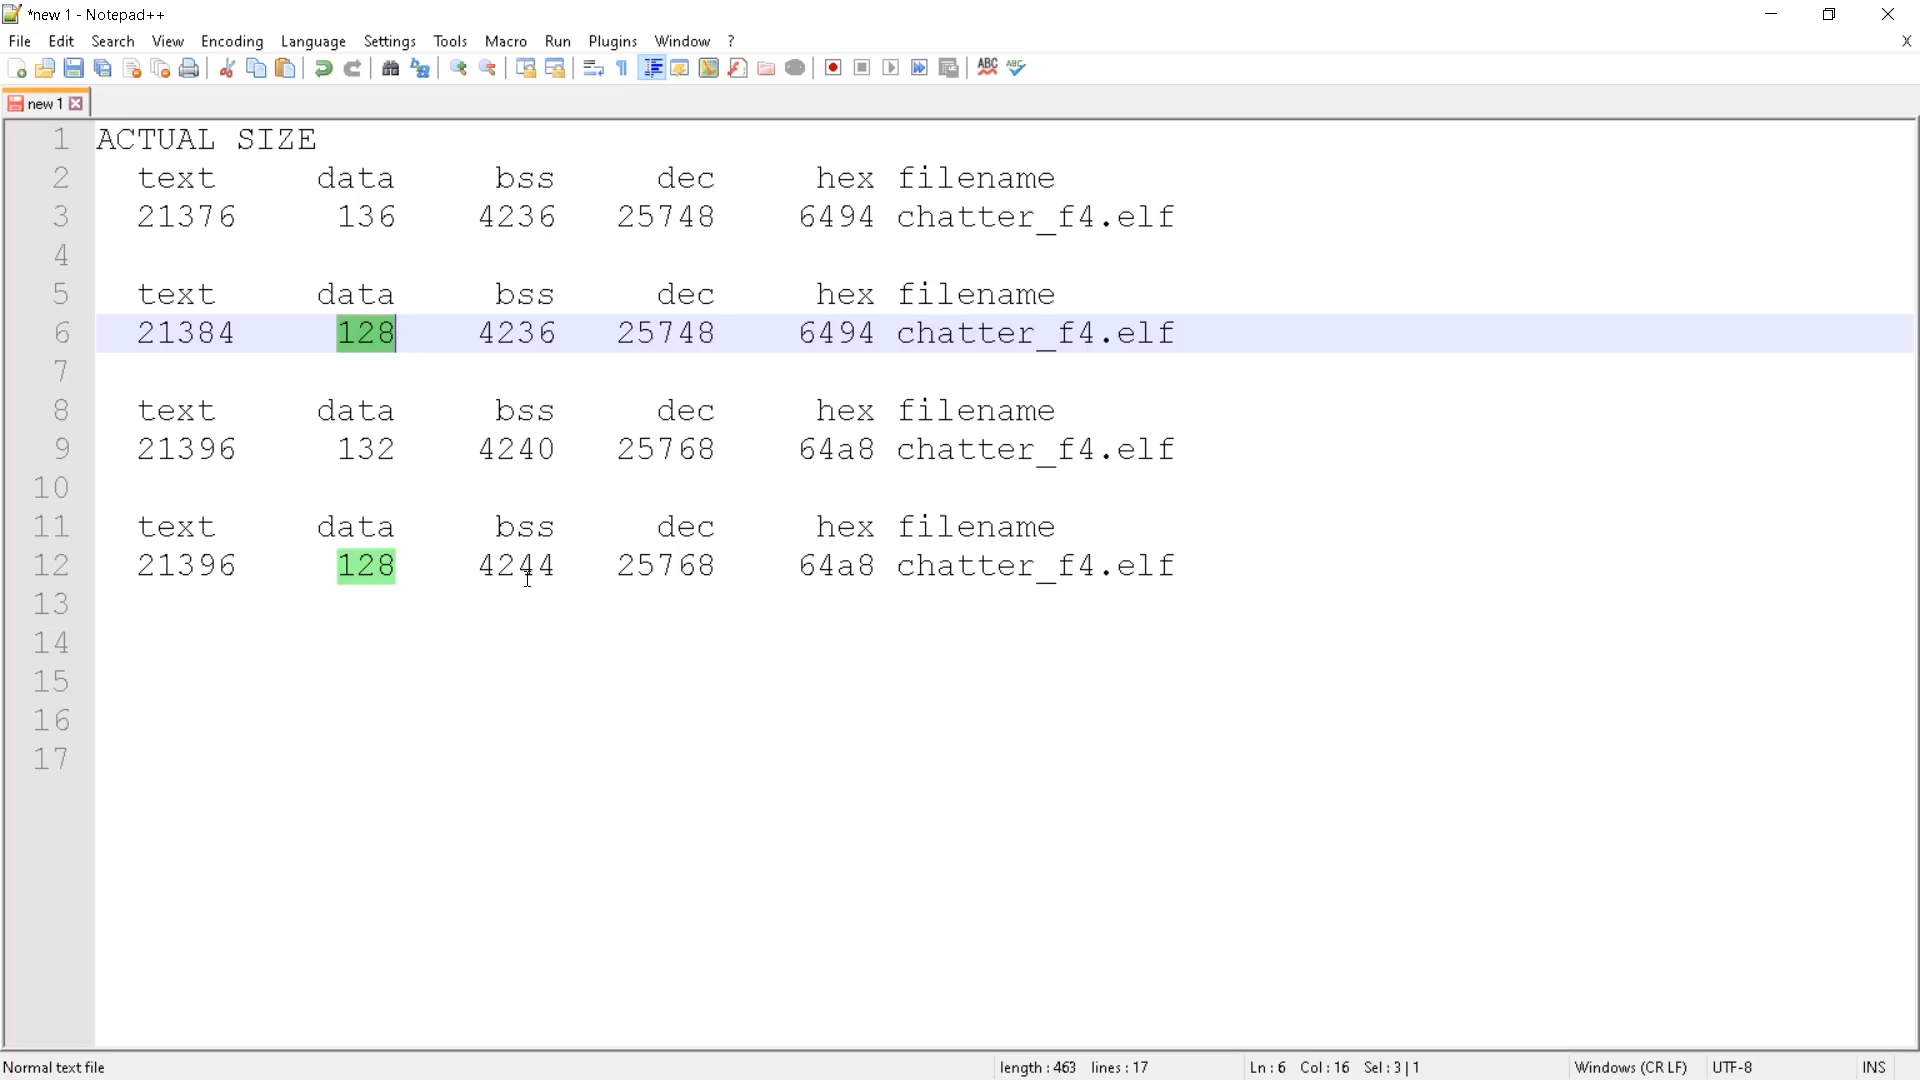 *new 1 - Notepad++
File Edit Search View Encoding Language Settings Tools Macro Run Plugins Window ? X
new 1
1 ACTUAL SIZE
2 text data bss dec hex filename
3 21376 136 4236 25748 6494 chatter_f4.elf
4
5 text data bss dec hex filename
6 21384 128 4236 25748 6494 chatter_f4.elf
7
8 text data bss dec hex filename
9 21396 132 4240 25768 64a8 chatter_f4.elf
10
11 text data bss dec hex filename
12 21396 128 4244 25768 64a8 chatter_f4.elf
13
14
15
16
17
Normal text file length : 463 lines : 17 Ln : 6 Col : 16 Sel : 3 | 1 Windows (CR LF) UTF-8 INS